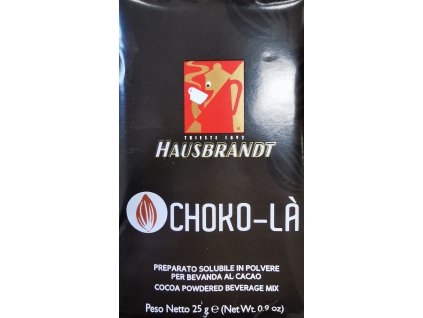 TRIESTE 1892
HAUSBRANDT
CHOKO-LÀ
PREPARATO SOLUBILE IN POLVERE
PER BEVANDA AL CACAO
COCOA POWDERED BEVERAGE MIX
Peso Netto 25 g e (Net Wt. 0.9 oz)